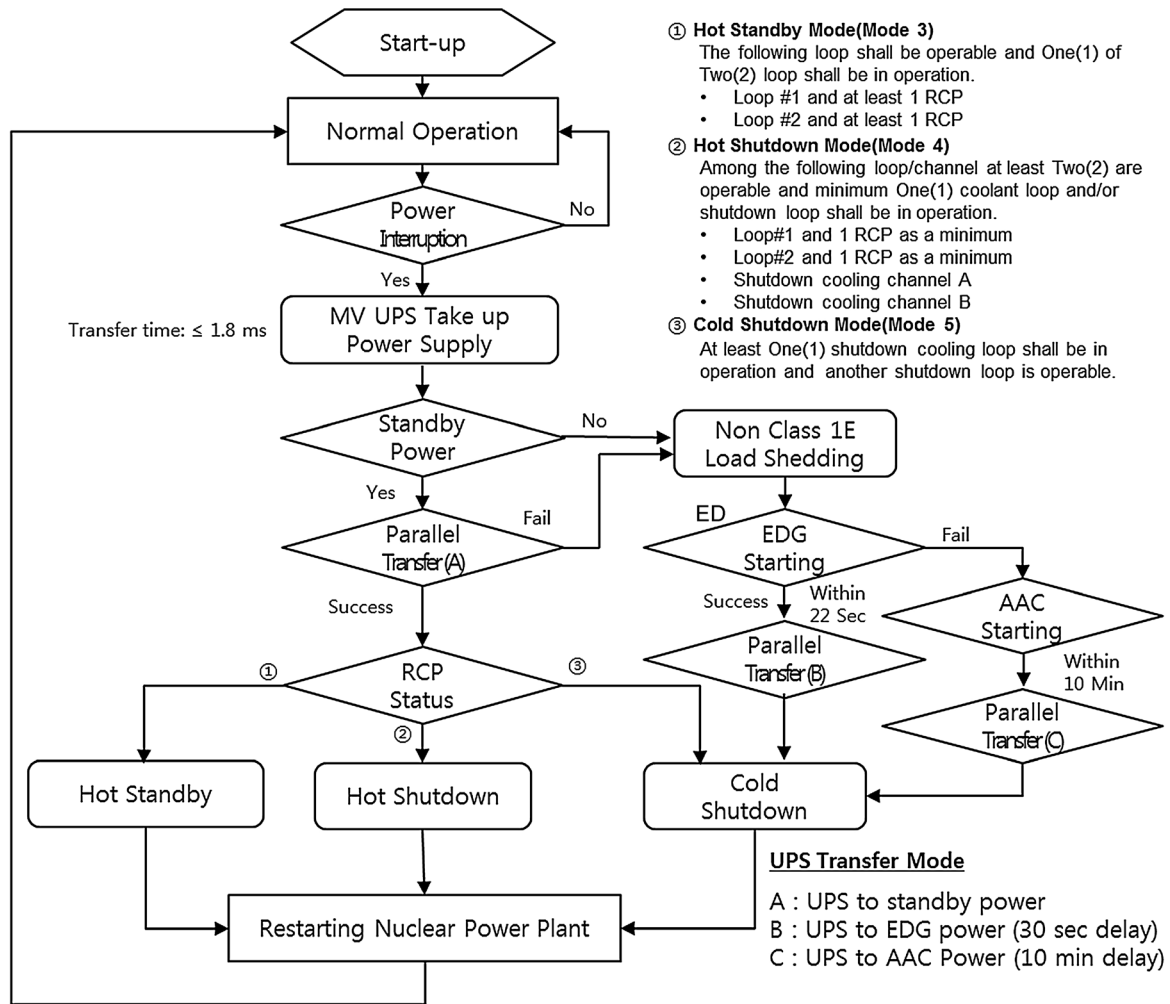 Start-up
Normal Operation
Power
Interruption
No
Yes
MV UPS Take up
Power Supply
Transfer time: ≤ 1.8 ms
Standby
Power
No
Yes
Non Class 1E
Load Shedding
Parallel
Transfer(A)
Fail
Success
ED
EDG
Starting
Fail
Success
Within
22 Sec
AAC
Starting
Parallel
Transfer(B)
Within
10 Min
Parallel
Transfer(C)
RCP
Status
①
②
③
Hot Standby
Hot Shutdown
Cold
Shutdown
Restarting Nuclear Power Plant
① Hot Standby Mode(Mode 3)
The following loop shall be operable and One(1) of
Two(2) loop shall be in operation.
• Loop #1 and at least 1 RCP
• Loop #2 and at least 1 RCP
② Hot Shutdown Mode(Mode 4)
Among the following loop/channel at least Two(2) are
operable and minimum One(1) coolant loop and/or
shutdown loop shall be in operation.
• Loop#1 and 1 RCP as a minimum
• Loop#2 and 1 RCP as a minimum
• Shutdown cooling channel A
• Shutdown cooling channel B
③ Cold Shutdown Mode(Mode 5)
At least One(1) shutdown cooling loop shall be in
operation and another shutdown loop is operable.
UPS Transfer Mode
A : UPS to standby power
B : UPS to EDG power (30 sec delay)
C : UPS to AAC Power (10 min delay)